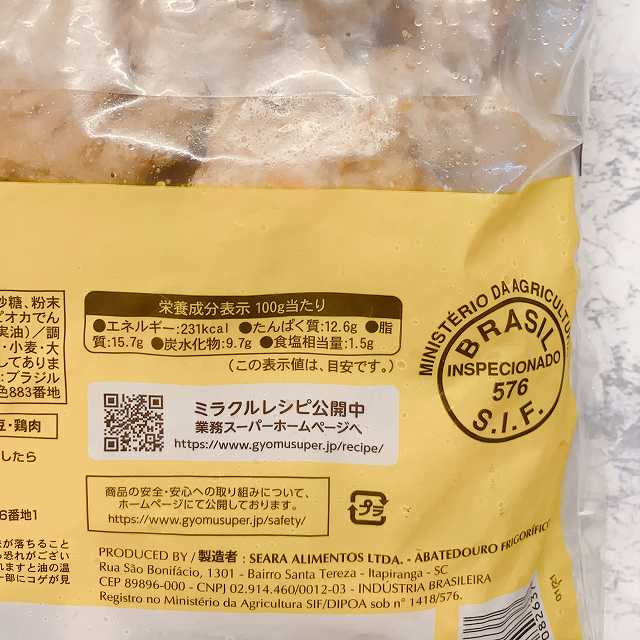 砂糖、粉末
ピオカでん
実油)／調
・小麦・大
してありま
:ブラジル
色883番地
豆・鶏肉
したら
6番地1
が落ちること
る恐れがござい
れますと油の温
一部にコゲが見
栄養成分表示 100g当たり
●エネルギー:231kcal ●たんぱく質:12.6g ●脂
質:15.7g ●炭水化物:9.7g ●食塩相当量:1.5g
(この表示値は、目安です。)
ミラクルレシピ公開中
業務スーパーホームページへ
https://www.gyomusuper.jp/recipe/
商品の安全・安心への取り組みについて、
ホームページにて公開しております。
https://www.gyomusuper.jp/safety/
プラ
MINISTÉRIO DA AGRICULTURA
BRASIL
INSPECIONADO
576
S.I.F.
PRODUCED BY / 製造者 : SEARA ALIMENTOS LTDA. - ABATEDOURO FRIGORÍFICO
Rua São Bonifácio, 1301 - Bairro Santa Tereza - Itapiranga - SC
CEP 89896-000 - CNPJ 02.914.460/0012-03 - INDÚSTRIA BRASILEIRA
Registro no Ministério da Agricultura SIF/DIPOA sob n° 1418/576.